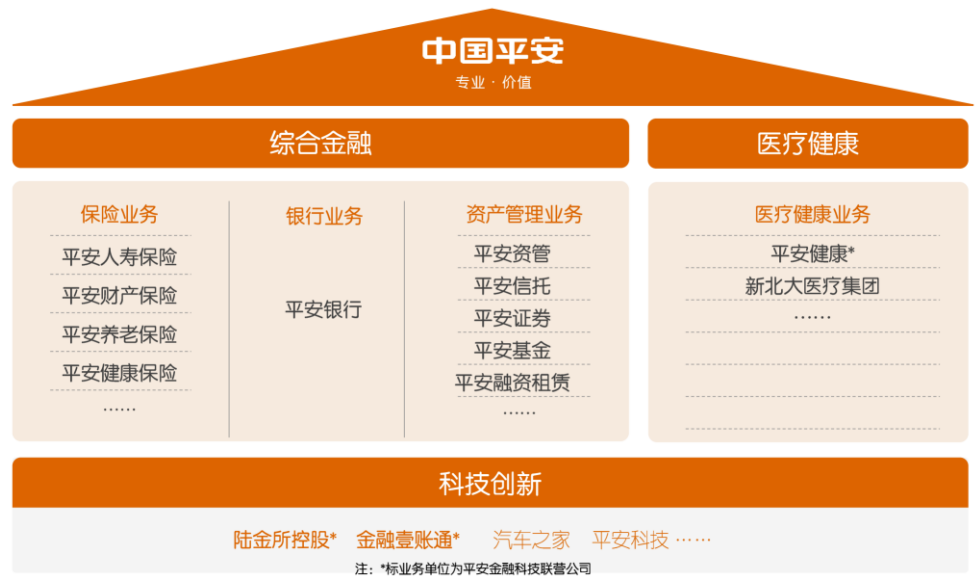 中国平安
专业·价值
综合金融
医疗健康
保险业务
平安人寿保险
平安财产保险
平安养老保险
平安健康保险
……
银行业务
平安银行
资产管理业务
平安资管
平安信托
平安证券
平安基金
平安融资租赁
……
医疗健康业务
平安健康*
新北大医疗集团
……
科技创新
陆金所控股* 金融壹账通* 汽车之家 平安科技 ……
注：*标业务单位为平安金融科技联营公司